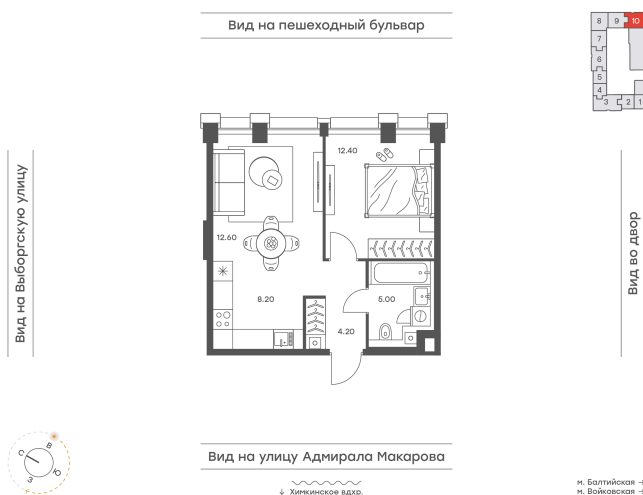 Вид на пешеходный бульвар
8 9 10
7
6
5
4
3 2 1
Вид на Выборгскую улицу
Вид во двор
12.40
12.60
8.20
5.00
4.20
Вид на улицу Адмирала Макарова
↓ Химкинское вдхр.
С В Ю З
м. Балтийская
м. Войковская